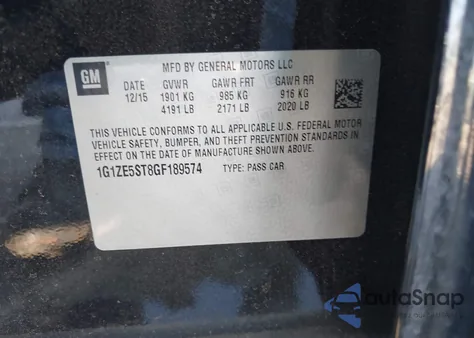 GM
MFD BY GENERAL MOTORS LLC
DATE GVWR GAWR FRT GAWR RR
12/15 1901 KG 985 KG 916 KG
4191 LB 2171 LB 2020 LB
THIS VEHICLE CONFORMS TO ALL APPLICABLE U.S. FEDERAL MOTOR
VEHICLE SAFETY, BUMPER, AND THEFT PREVENTION STANDARDS IN
EFFECT ON THE DATE OF MANUFACTURE SHOWN ABOVE.
1G1ZE5ST8GF189574 TYPE: PASS CAR
autaSnap